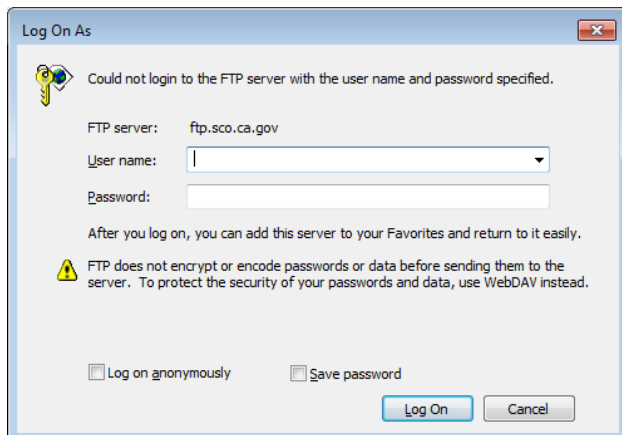 Log On As
Could not login to the FTP server with the user name and password specified.
FTP server: ftp.sco.ca.gov
User name:
Password:
After you log on, you can add this server to your Favorites and return to it easily.
FTP does not encrypt or encode passwords or data before sending them to the
server. To protect the security of your passwords and data, use WebDAV instead.
Log on anonymously Save password
Log On Cancel